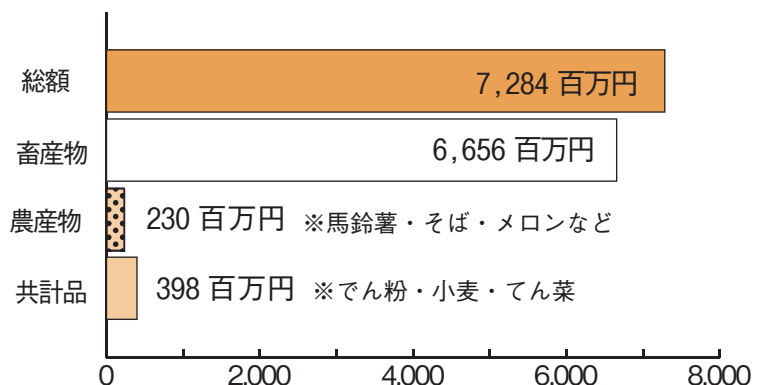 総額 7,284 百万円
畜産物 6,656 百万円
農産物 230 百万円 ※馬鈴薯・そば・メロンなど
共計品 398 百万円 ※でん粉・小麦・てん菜
0 2,000 4,000 6,000 8,000